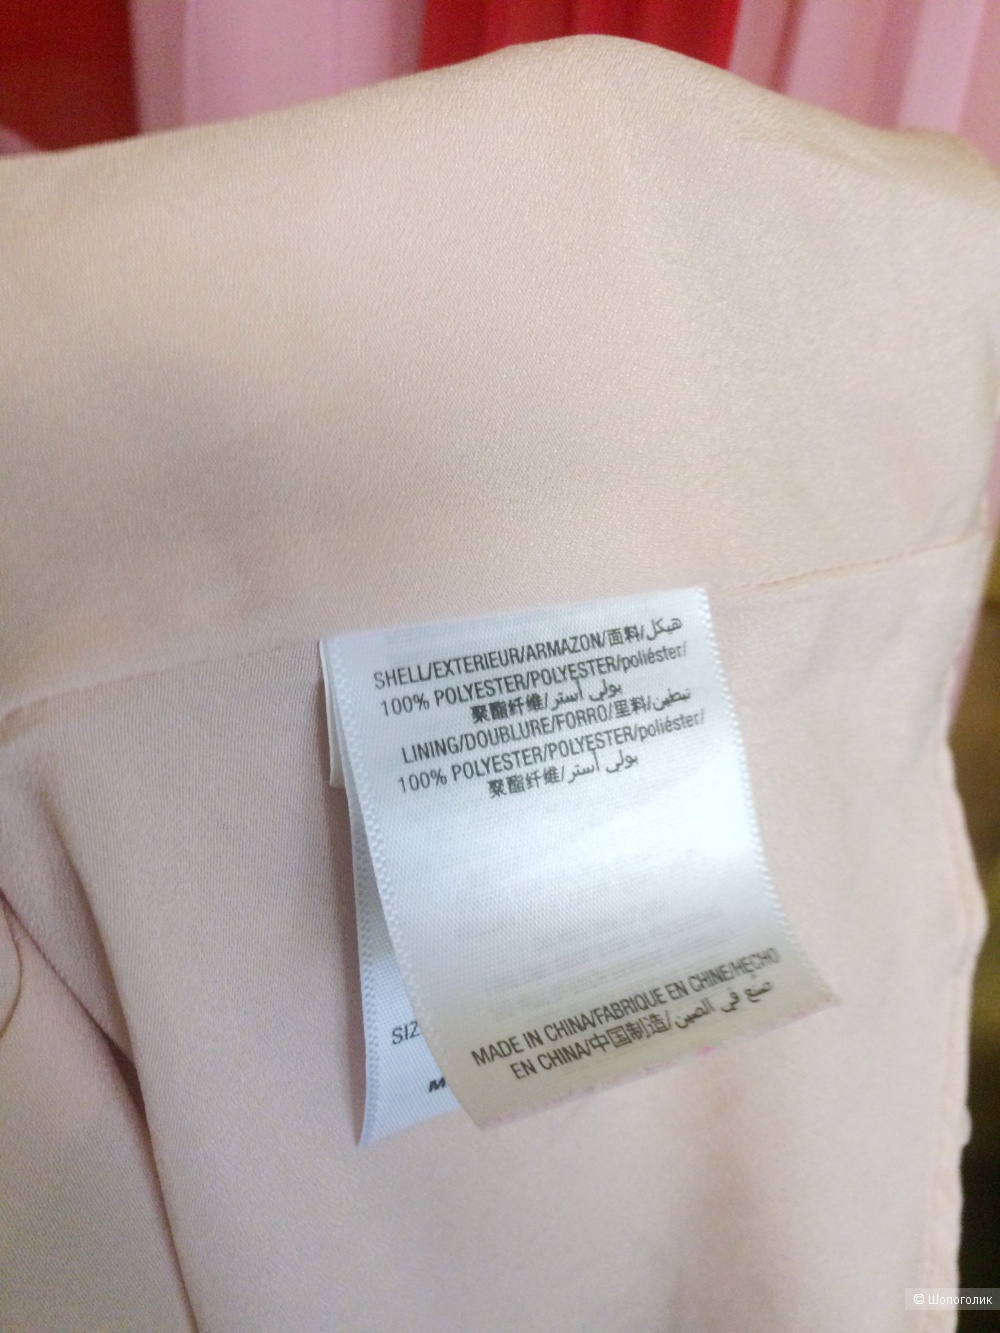 SHELL/EXTERIEUR/ARMAZON/面料/هيكل
100% POLYESTER/POLYESTER/poliéster/
聚酯纤维/بولي أستر
LINING/DOUBLURE/FORRO/里料/تبطين
100% POLYESTER/POLYESTER/poliéster/
聚酯纤维/بولي أستر
MADE IN CHINA/FABRIQUE EN CHINE/HECHO
EN CHINA/中国制造/صنع في الصين
SIZ
M
© Шопоголик